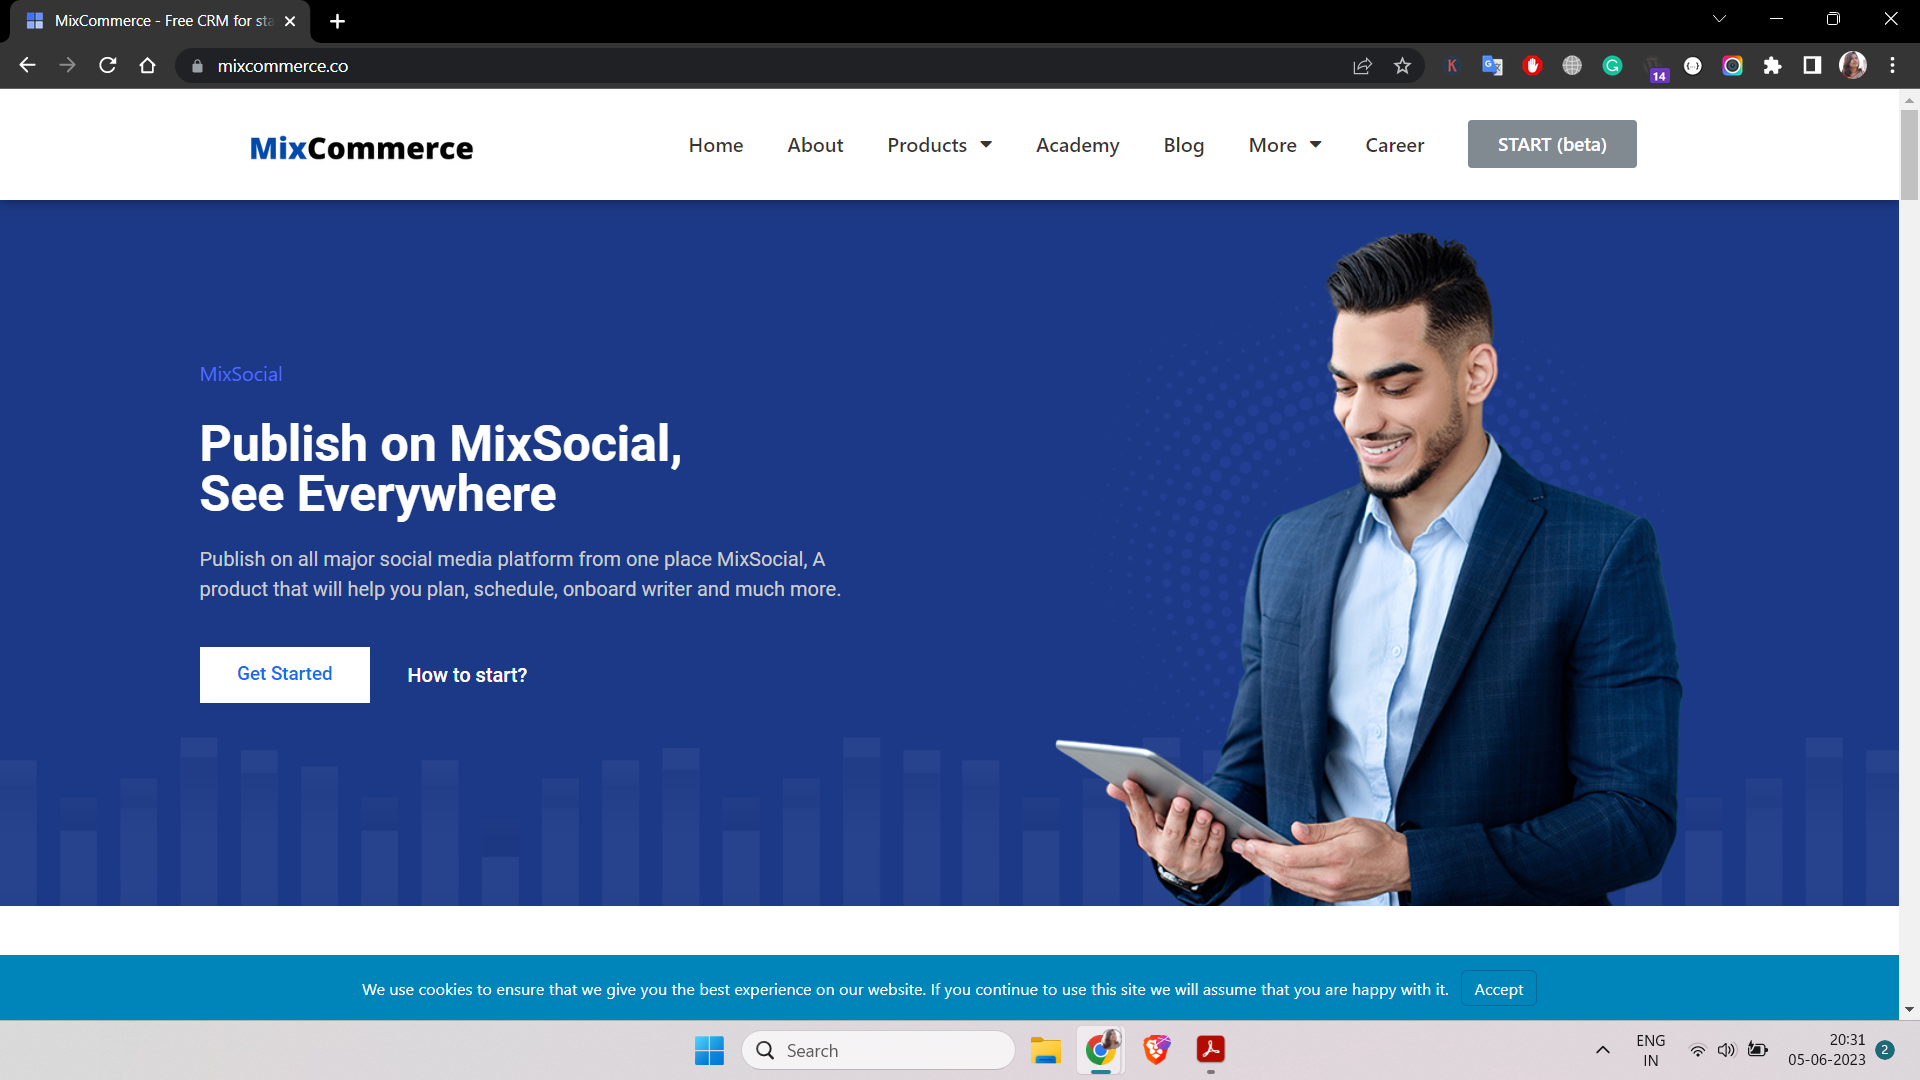 MixCommerce - Free CRM for sta
mixcommerce.co
14
MixCommerce
Home About Products Academy Blog More Career START (beta)
MixSocial
Publish on MixSocial,
See Everywhere
Publish on all major social media platform from one place MixSocial, A
product that will help you plan, schedule, onboard writer and much more.
Get Started How to start?
We use cookies to ensure that we give you the best experience on our website. If you continue to use this site we will assume that you are happy with it. Accept
Search
ENG
IN
20:31
05-06-2023
2